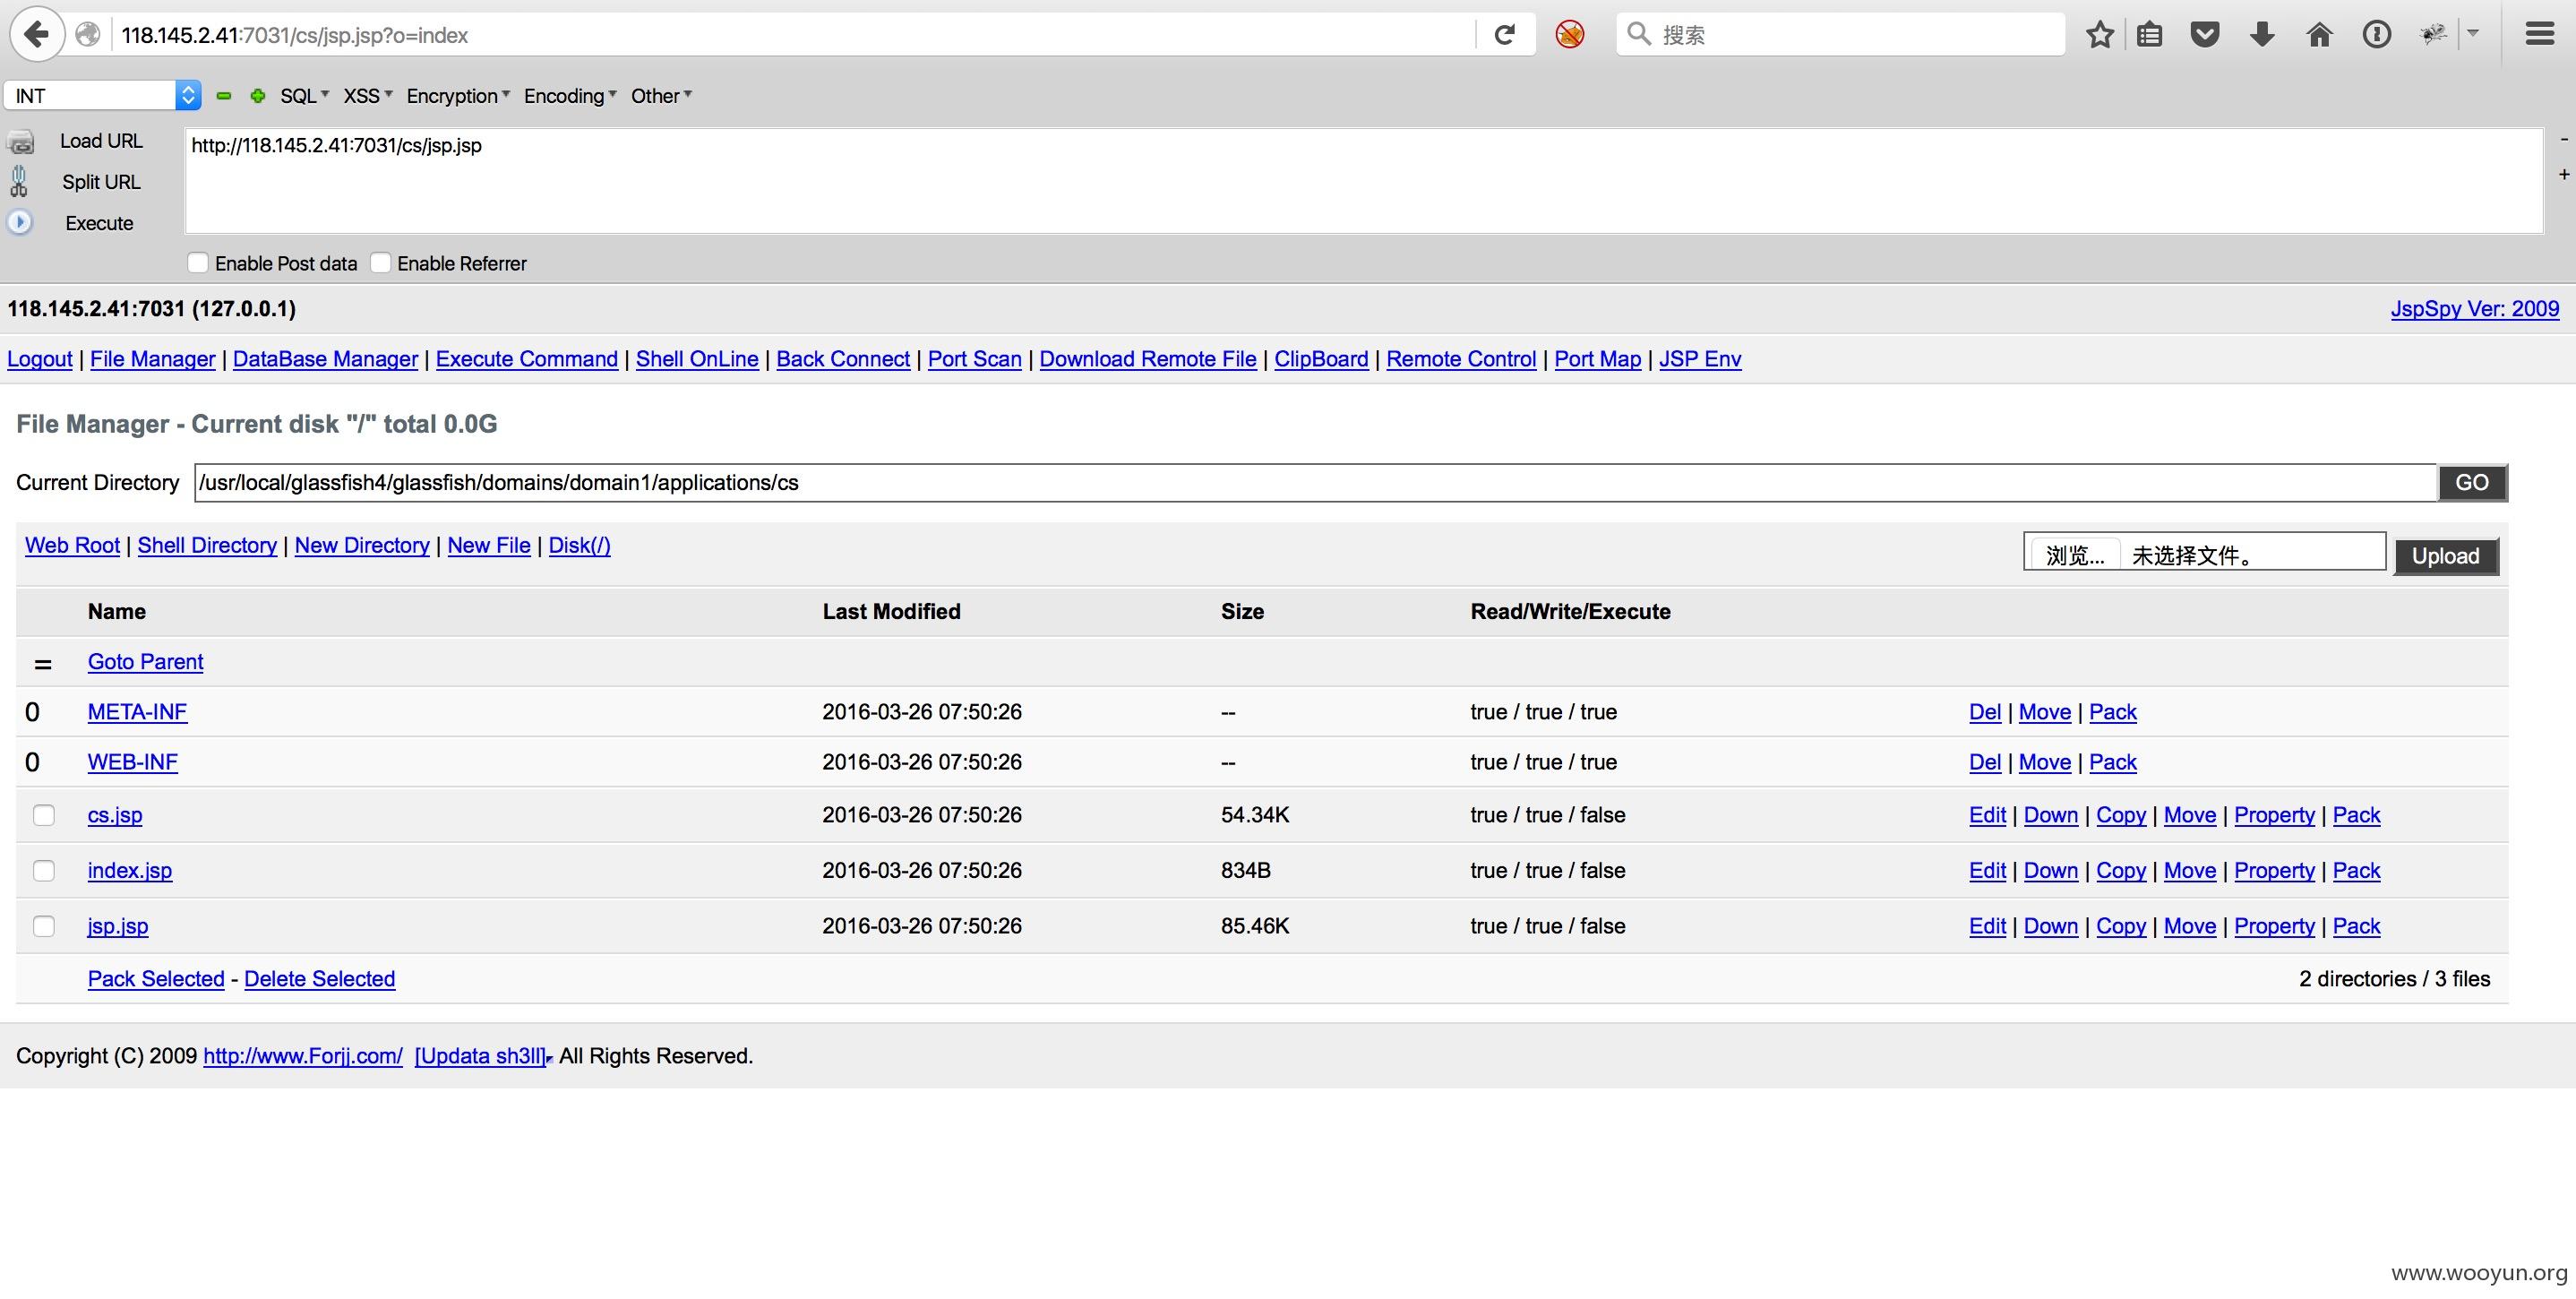 118.145.2.41:7031/cs/jsp.jsp?o=index
搜索
INT SQL XSS Encryption Encoding Other
Load URL http://118.145.2.41:7031/cs/jsp.jsp
Split URL
Execute
Enable Post data Enable Referrer
118.145.2.41:7031 (127.0.0.1) JspSpy Ver: 2009
Logout | File Manager | DataBase Manager | Execute Command | Shell OnLine | Back Connect | Port Scan | Download Remote File | ClipBoard | Remote Control | Port Map | JSP Env
File Manager - Current disk "/" total 0.0G
Current Directory /usr/local/glassfish4/glassfish/domains/domain1/applications/cs GO
Web Root | Shell Directory | New Directory | New File | Disk(/) 浏览... 未选择文件。 Upload
Name Last Modified Size Read/Write/Execute
= Goto Parent
0 META-INF 2016-03-26 07:50:26 -- true / true / true Del | Move | Pack
0 WEB-INF 2016-03-26 07:50:26 -- true / true / true Del | Move | Pack
cs.jsp 2016-03-26 07:50:26 54.34K true / true / false Edit | Down | Copy | Move | Property | Pack
index.jsp 2016-03-26 07:50:26 834B true / true / false Edit | Down | Copy | Move | Property | Pack
jsp.jsp 2016-03-26 07:50:26 85.46K true / true / false Edit | Down | Copy | Move | Property | Pack
Pack Selected - Delete Selected 2 directories / 3 files
Copyright (C) 2009 http://www.Forjj.com/ [Updata sh3ll] All Rights Reserved.
www.wooyun.org